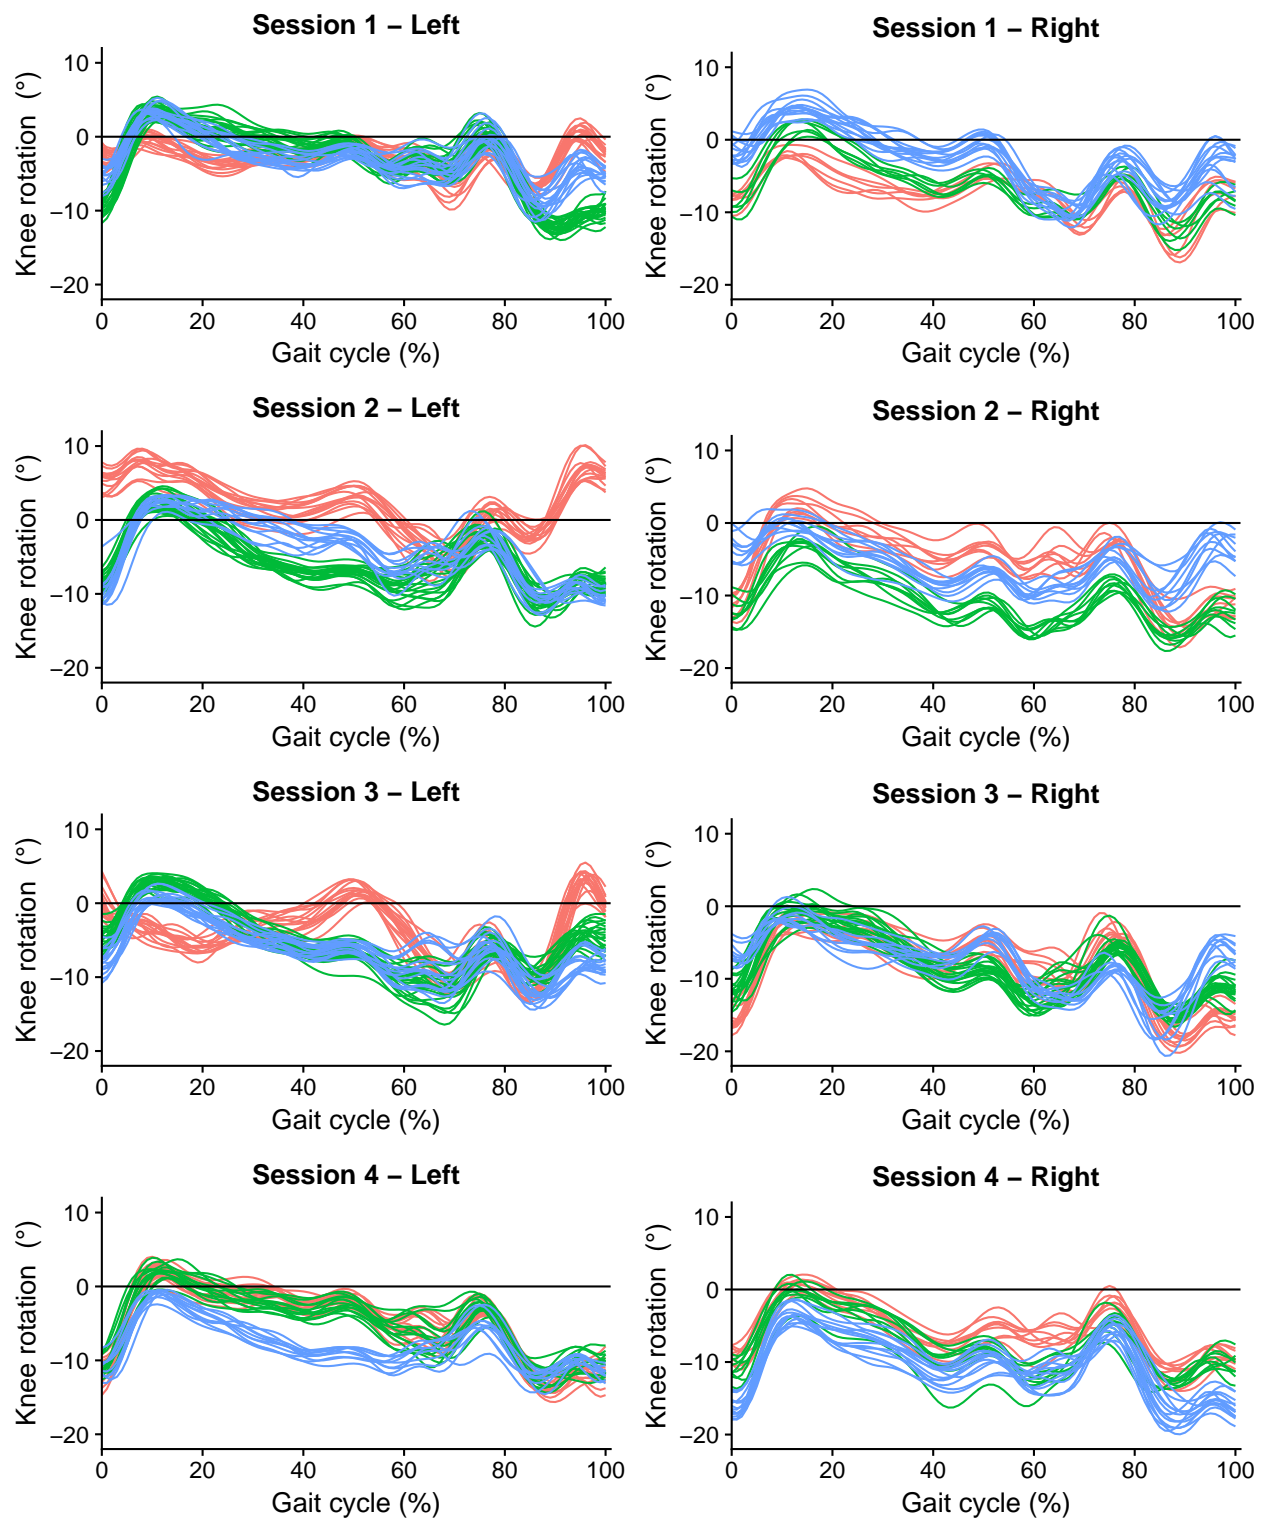 Session 1 – Left
Knee rotation (°)
10
0
–10
–20
0 20 40 60 80 100
Gait cycle (%)
Session 1 – Right
Knee rotation (°)
10
0
–10
–20
0 20 40 60 80 100
Gait cycle (%)
Session 2 – Left
Knee rotation (°)
10
0
–10
–20
0 20 40 60 80 100
Gait cycle (%)
Session 2 – Right
Knee rotation (°)
10
0
–10
–20
0 20 40 60 80 100
Gait cycle (%)
Session 3 – Left
Knee rotation (°)
10
0
–10
–20
0 20 40 60 80 100
Gait cycle (%)
Session 3 – Right
Knee rotation (°)
10
0
–10
–20
0 20 40 60 80 100
Gait cycle (%)
Session 4 – Left
Knee rotation (°)
10
0
–10
–20
0 20 40 60 80 100
Gait cycle (%)
Session 4 – Right
Knee rotation (°)
10
0
–10
–20
0 20 40 60 80 100
Gait cycle (%)